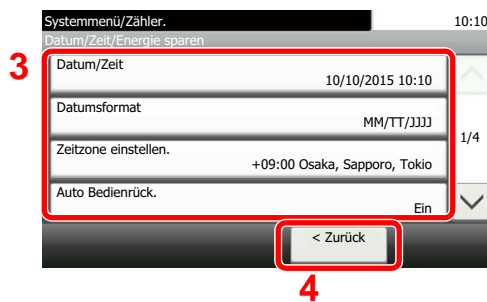 Systemmenü/Zähler. 10:10
Datum/Zeit/Energie sparen
3
Datum/Zeit
10/10/2015 10:10
Datumsformat
MM/TT/JJJJ
1/4
Zeitzone einstellen.
+09:00 Osaka, Sapporo, Tokio
Auto Bedienrück.
Ein
< Zurück
4